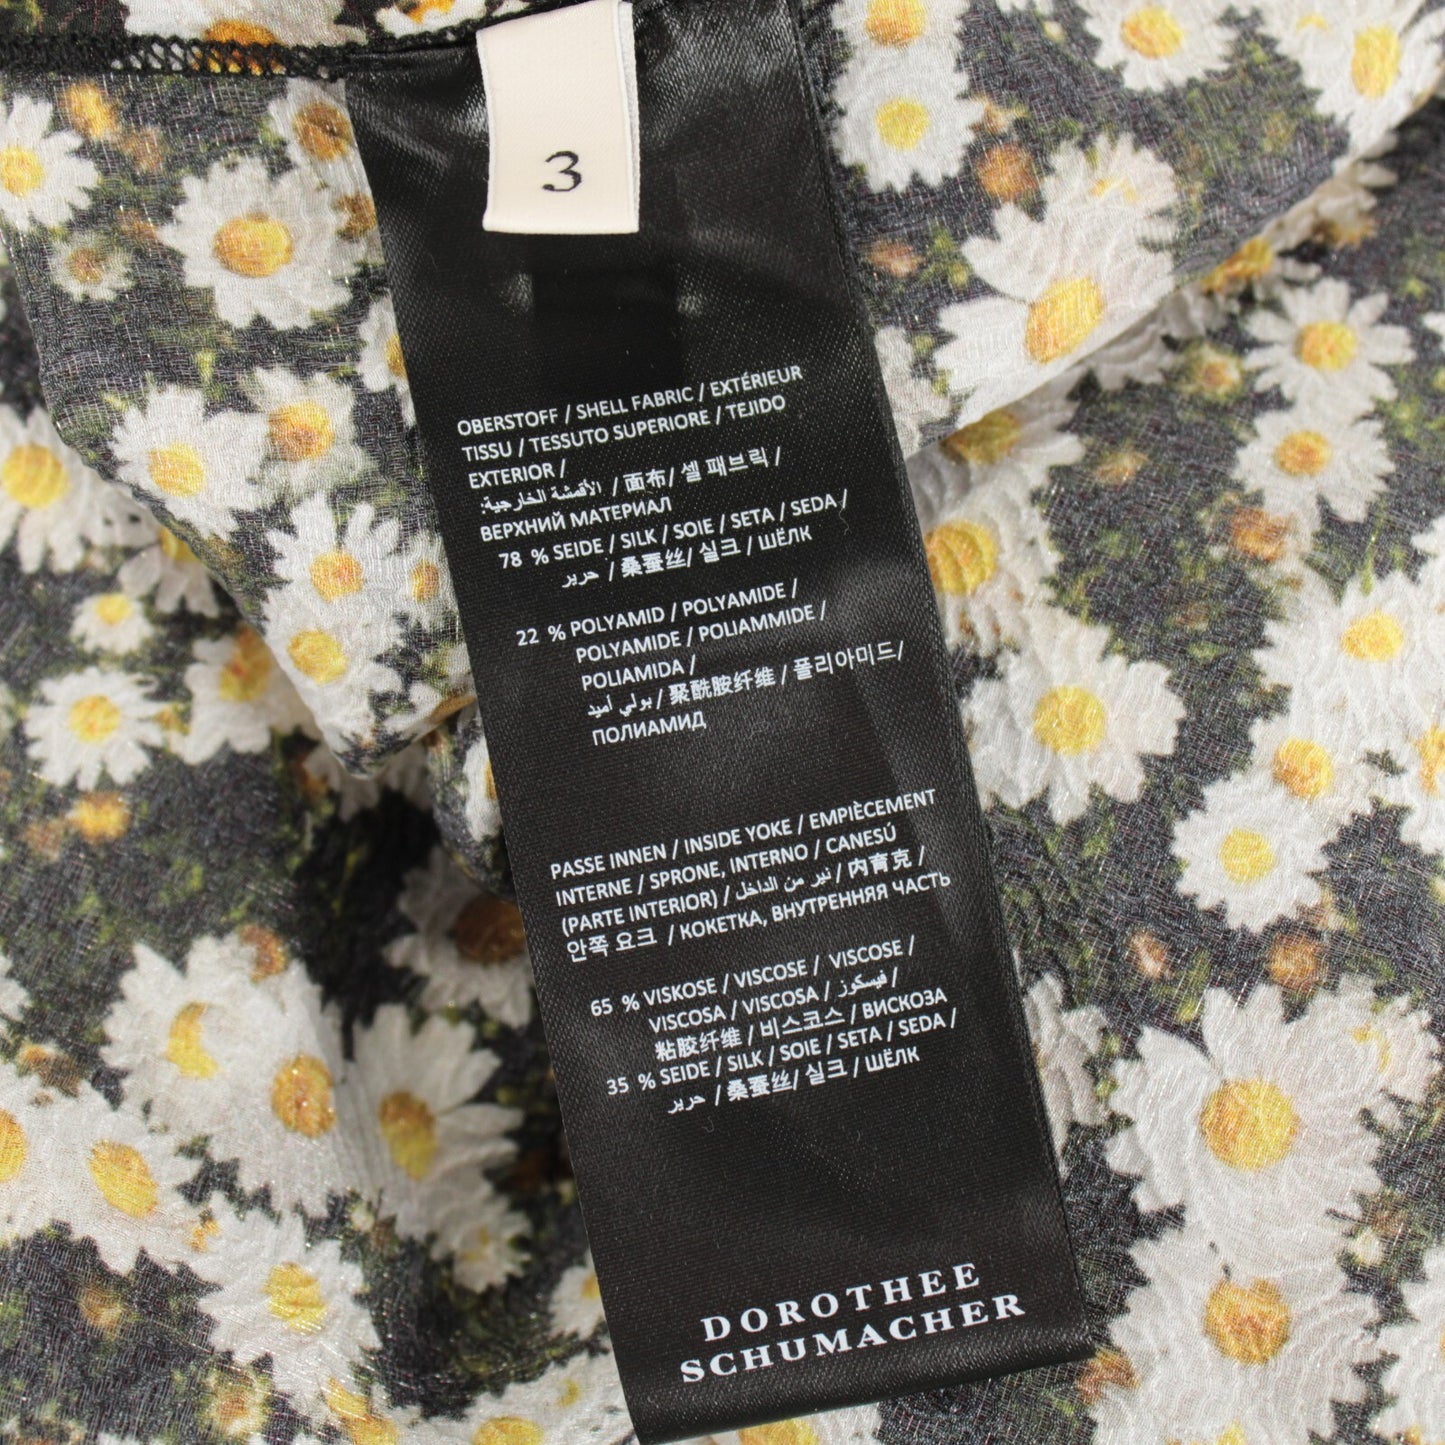 3
OBERSTOFF / SHELL FABRIC / EXTÉRIEUR
TISSU / TESSUTO SUPERIORE / TEJIDO
EXTERIOR /
الأقمشة الخارجية: / 面布/ 셀 패브릭 /
ВЕРХНИЙ МАТЕРИАЛ
78 % SEIDE / SILK / SOIE / SETA / SEDA /
حرير / 桑蚕丝/ 실크 / ШЁЛК
22 % POLYAMID / POLYAMIDE /
POLYAMIDE / POLIAMMIDE /
POLIAMIDA /
بولي أميد / 聚酰胺纤维 / 폴리아미드/
ПОЛИАМИД
PASSE INNEN / INSIDE YOKE / EMPIÈCEMENT
INTERNE / SPRONE, INTERNO / CANESÚ
(PARTE INTERIOR) / نير من الداخل / 内育克 /
안쪽 요크 / КОКЕТКА, ВНУТРЕННЯЯ ЧАСТЬ
65 % VISKOSE / VISCOSE / VISCOSE /
VISCOSA / VISCOSA / فيسكوز /
粘胶纤维 / 비스코스 / ВИСКОЗА
35 % SEIDE / SILK / SOIE / SETA / SEDA /
حرير / 桑蚕丝/ 실크 / ШЁЛК
DOROTHEE
SCHUMACHER